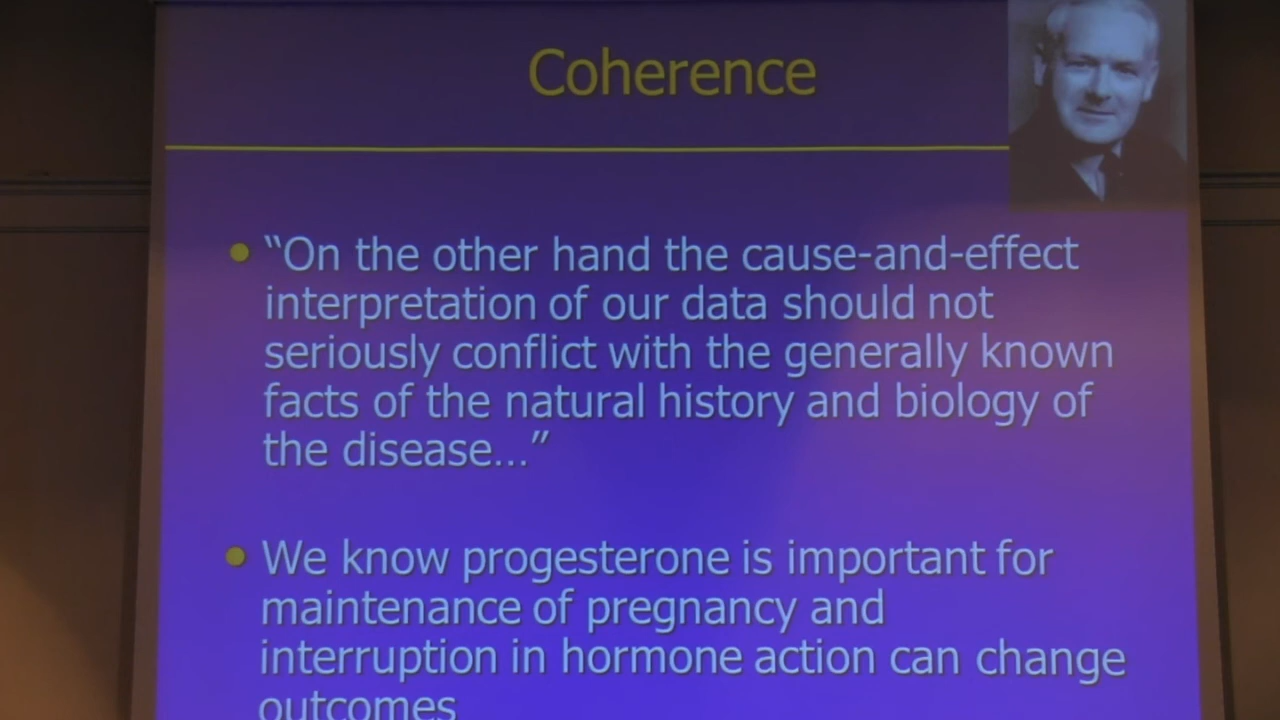 Coherence
“On the other hand the cause-and-effect
interpretation of our data should not
seriously conflict with the generally known
facts of the natural history and biology of
the disease…”
We know progesterone is important for
maintenance of pregnancy and
interruption in hormone action can change
outcomes